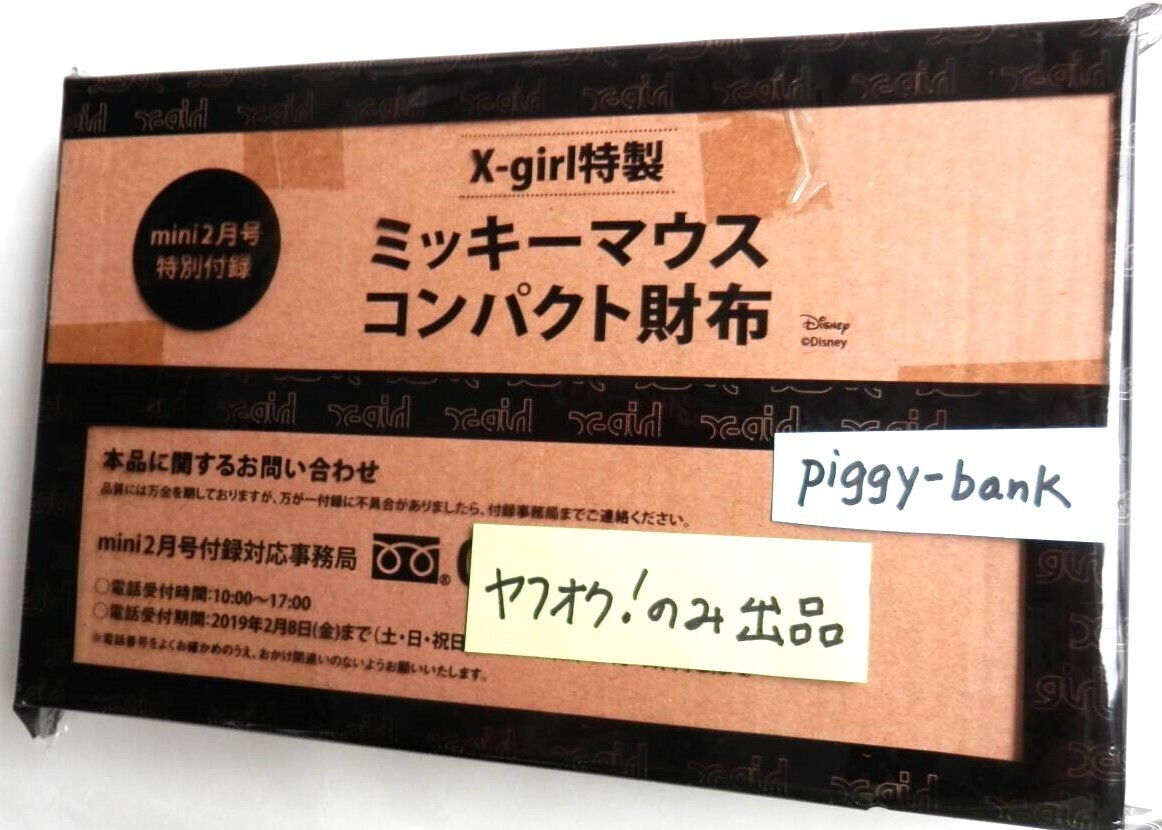 X-girl特製
mini2月号
特別付録
ミッキーマウス
コンパクト財布
Disney
©Disney
本品に関するお問い合わせ
品質には万全を期しておりますが、万が一付録に不具合がありましたら、付録事務局までご連絡ください。
mini2月号付録対応事務局
piggy-bank
ヤフオク!のみ出品
○電話受付時間:10:00〜17:00
○電話受付期間:2019年2月8日(金)まで(土・日・祝日
※電話番号をよくお確かめのうえ、おかけ間違いのないようお願いいたします。